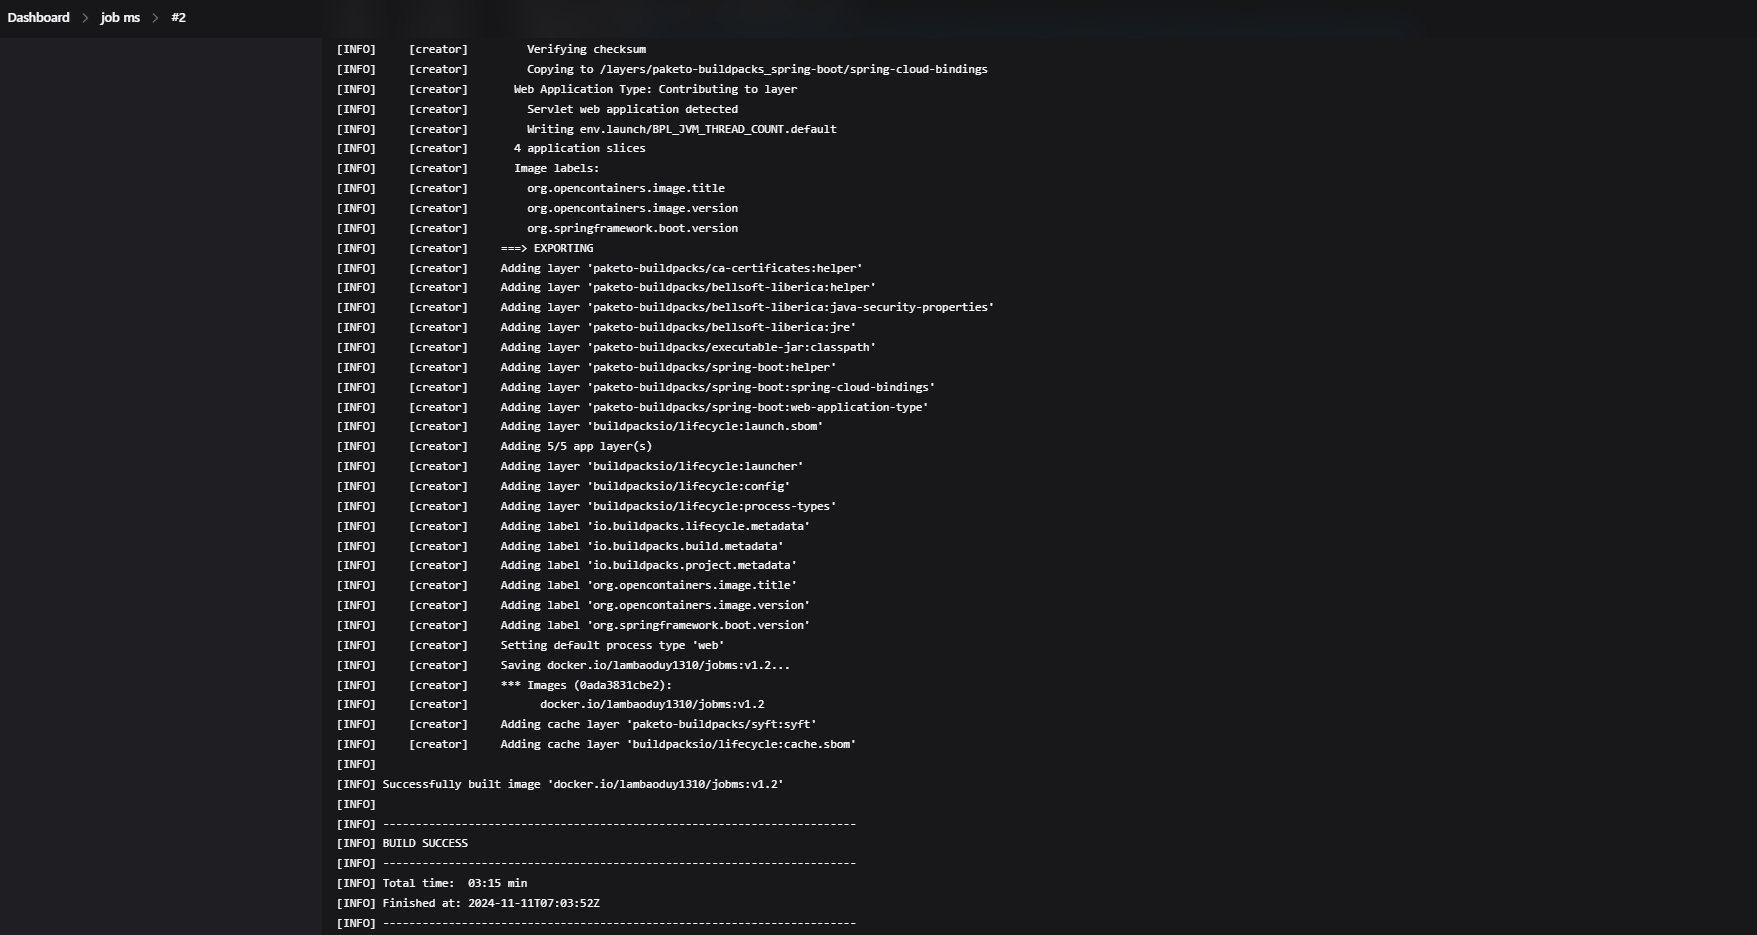 Dashboard > job ms > #2
[INFO] [creator] Verifying checksum
[INFO] [creator] Copying to /layers/paketo-buildpacks_spring-boot/spring-cloud-bindings
[INFO] [creator] Web Application Type: Contributing to layer
[INFO] [creator] Servlet web application detected
[INFO] [creator] Writing env.launch/BPL_JVM_THREAD_COUNT.default
[INFO] [creator] 4 application slices
[INFO] [creator] Image labels:
[INFO] [creator] org.opencontainers.image.title
[INFO] [creator] org.opencontainers.image.version
[INFO] [creator] org.springframework.boot.version
[INFO] [creator] ===> EXPORTING
[INFO] [creator] Adding layer 'paketo-buildpacks/ca-certificates:helper'
[INFO] [creator] Adding layer 'paketo-buildpacks/bellsoft-liberica:helper'
[INFO] [creator] Adding layer 'paketo-buildpacks/bellsoft-liberica:java-security-properties'
[INFO] [creator] Adding layer 'paketo-buildpacks/bellsoft-liberica:jre'
[INFO] [creator] Adding layer 'paketo-buildpacks/executable-jar:classpath'
[INFO] [creator] Adding layer 'paketo-buildpacks/spring-boot:helper'
[INFO] [creator] Adding layer 'paketo-buildpacks/spring-boot:spring-cloud-bindings'
[INFO] [creator] Adding layer 'paketo-buildpacks/spring-boot:web-application-type'
[INFO] [creator] Adding layer 'buildpacksio/lifecycle:launch.sbom'
[INFO] [creator] Adding 5/5 app layer(s)
[INFO] [creator] Adding layer 'buildpacksio/lifecycle:launcher'
[INFO] [creator] Adding layer 'buildpacksio/lifecycle:config'
[INFO] [creator] Adding layer 'buildpacksio/lifecycle:process-types'
[INFO] [creator] Adding label 'io.buildpacks.lifecycle.metadata'
[INFO] [creator] Adding label 'io.buildpacks.build.metadata'
[INFO] [creator] Adding label 'io.buildpacks.project.metadata'
[INFO] [creator] Adding label 'org.opencontainers.image.title'
[INFO] [creator] Adding label 'org.opencontainers.image.version'
[INFO] [creator] Adding label 'org.springframework.boot.version'
[INFO] [creator] Setting default process type 'web'
[INFO] [creator] Saving docker.io/lambaoduy1310/jobms:v1.2...
[INFO] [creator] *** Images (0ada3831cbe2):
[INFO] [creator] docker.io/lambaoduy1310/jobms:v1.2
[INFO] [creator] Adding cache layer 'paketo-buildpacks/syft:syft'
[INFO] [creator] Adding cache layer 'buildpacksio/lifecycle:cache.sbom'
[INFO]
[INFO] Successfully built image 'docker.io/lambaoduy1310/jobms:v1.2'
[INFO]
[INFO] ------------------------------------------------------------------------
[INFO] BUILD SUCCESS
[INFO] ------------------------------------------------------------------------
[INFO] Total time:  03:15 min
[INFO] Finished at: 2024-11-11T07:03:52Z
[INFO] ------------------------------------------------------------------------